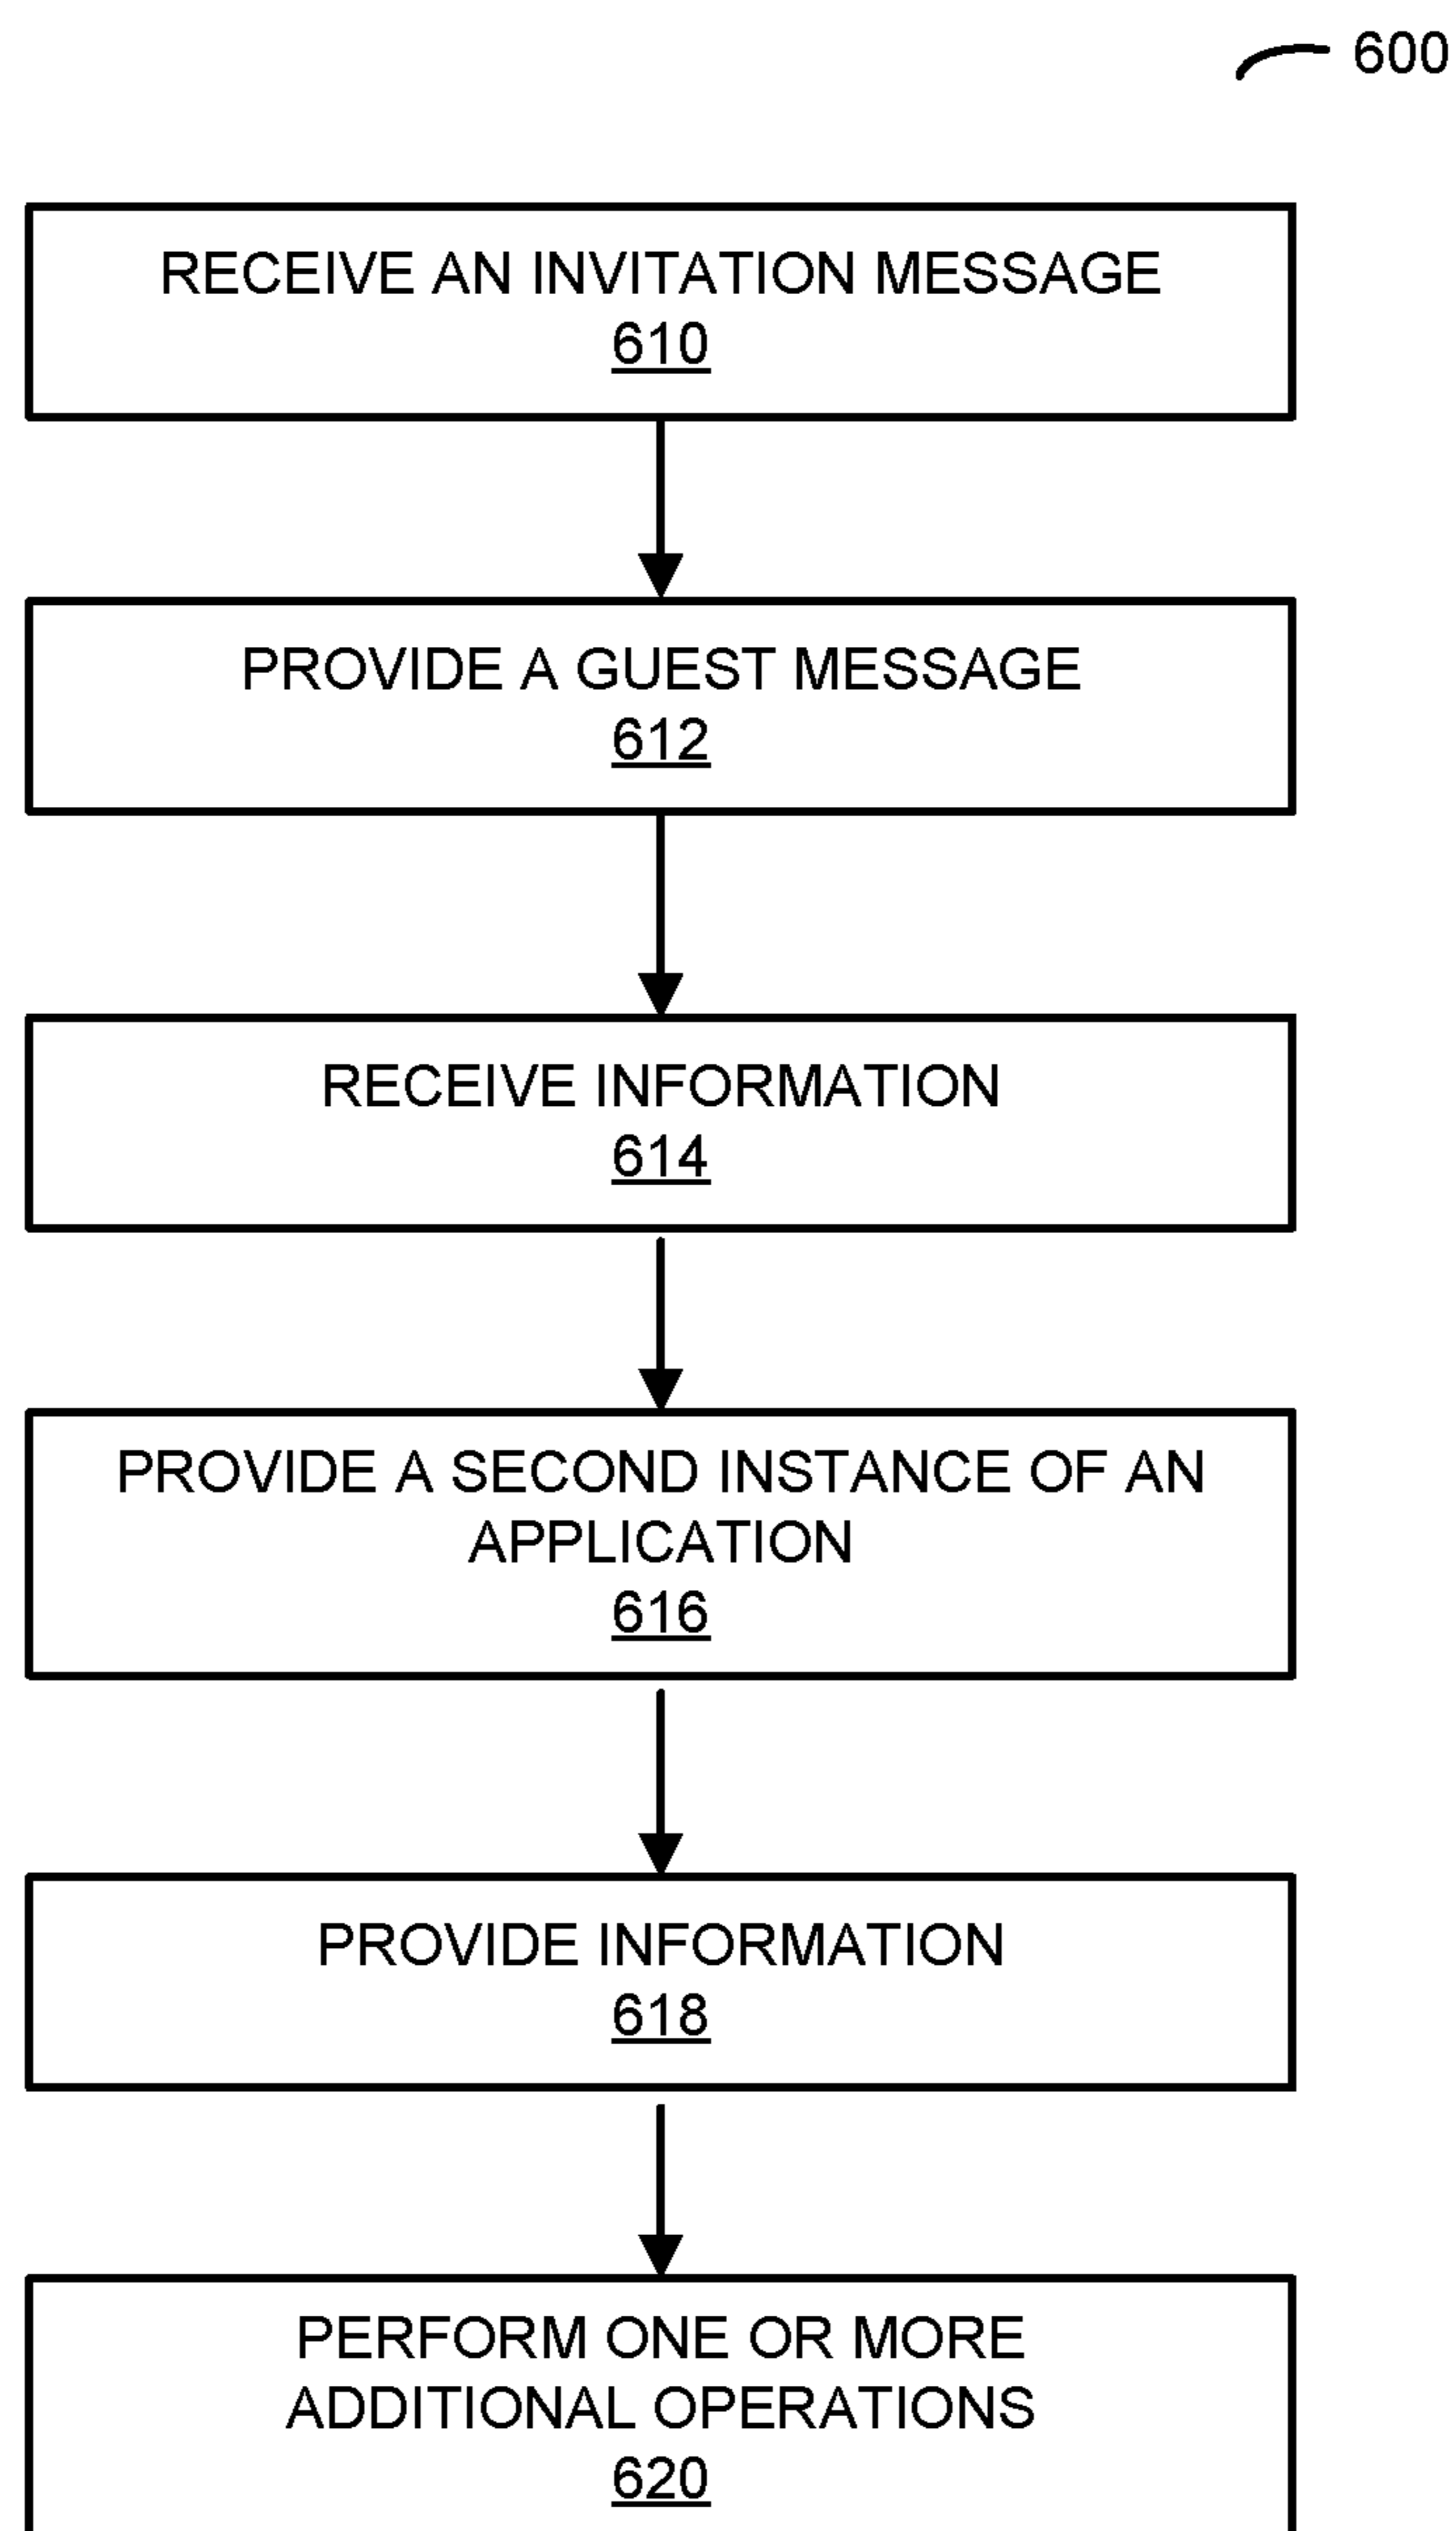 600
RECEIVE AN INVITATION MESSAGE
610
PROVIDE A GUEST MESSAGE
612
RECEIVE INFORMATION
614
PROVIDE A SECOND INSTANCE OF AN
APPLICATION
616
PROVIDE INFORMATION
618
PERFORM ONE OR MORE
ADDITIONAL OPERATIONS
620